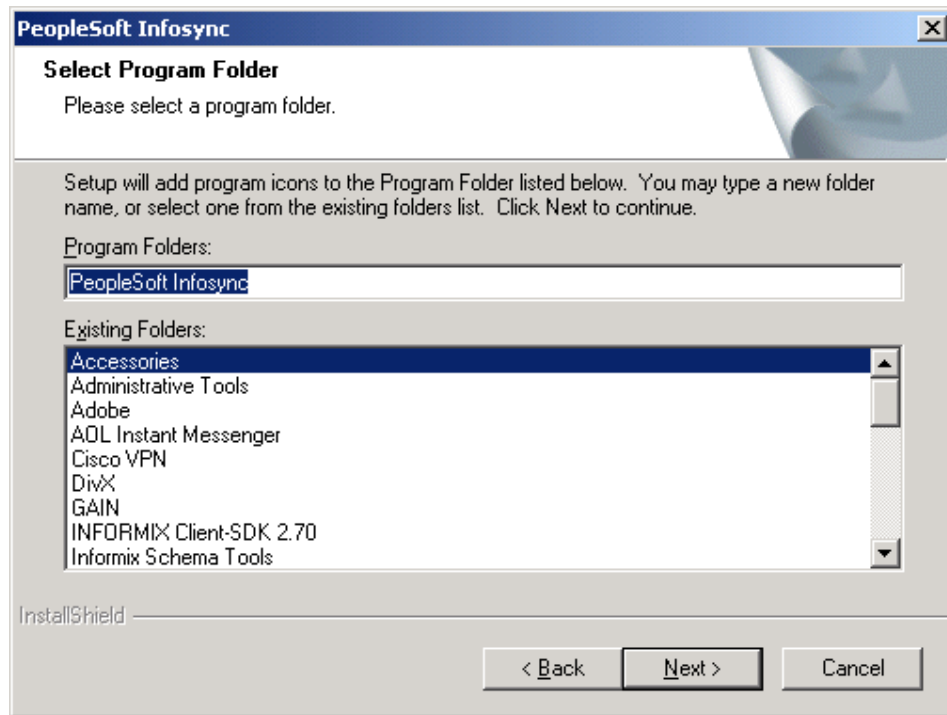 PeopleSoft Infosync
Select Program Folder
Please select a program folder.
Setup will add program icons to the Program Folder listed below.  You may type a new folder
name, or select one from the existing folders list.  Click Next to continue.
Program Folders:
PeopleSoft Infosync
Existing Folders:
Accessories
Administrative Tools
Adobe
AOL Instant Messenger
Cisco VPN
DivX
GAIN
INFORMIX Client-SDK 2.70
Informix Schema Tools
InstallShield
< Back
Next >
Cancel